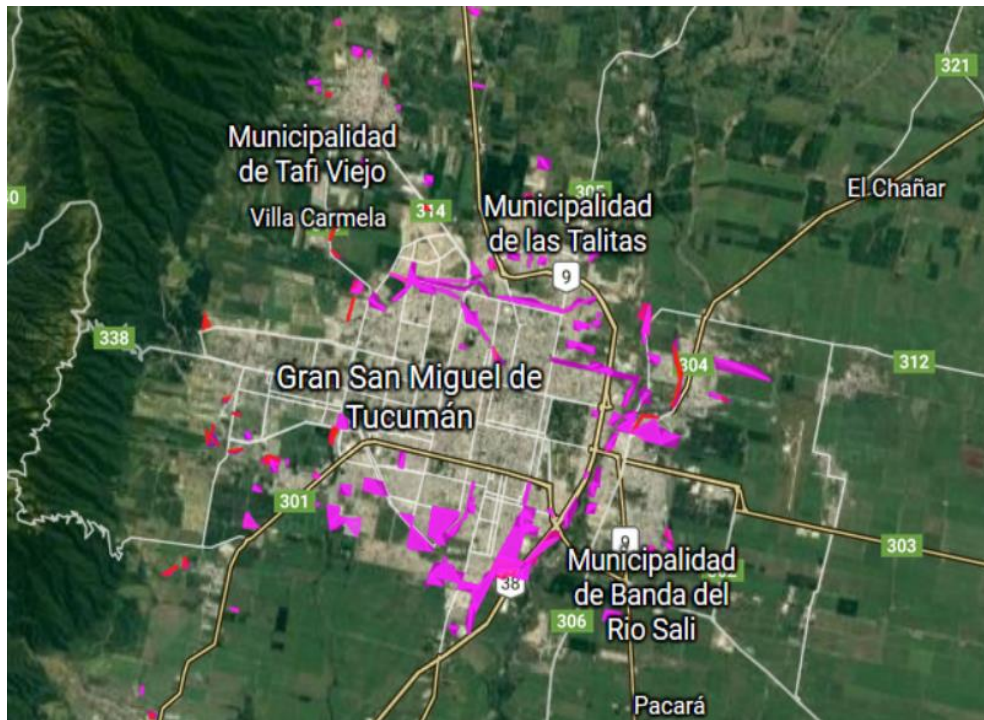 321
Municipalidad
de Tafi Viejo
El Chañar
305
314
Municipalidad
de las Talitas
Villa Carmela
9
338
304
312
Gran San Miguel de
Tucumán
301
9
303
38
Municipalidad
de Banda del
Rio Sali
302
306
Pacará